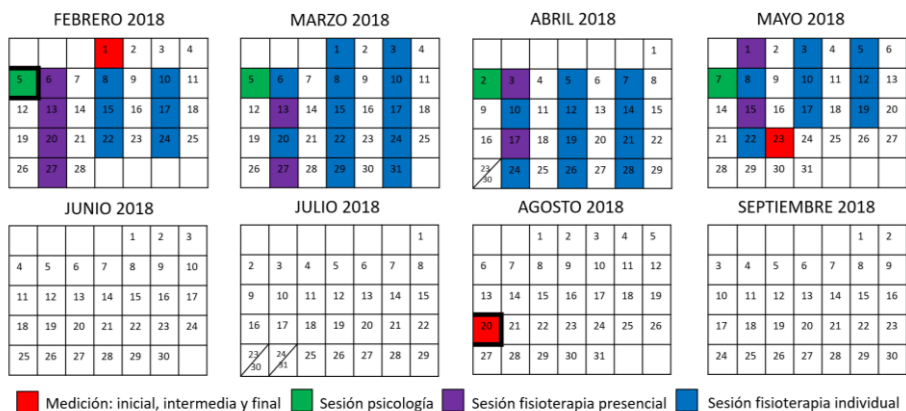 FEBRERO 2018 MARZO 2018 ABRIL 2018 MAYO 2018
1 2 3 4 1 2 3 4 1 1 2 3 4 5 6
5 6 7 8 9 10 11 5 6 7 8 9 10 11 2 3 4 5 6 7 8 7 8 9 10 11 12 13
12 13 14 15 16 17 18 12 13 14 15 16 17 18 9 10 11 12 13 14 15 14 15 16 17 18 19 20
19 20 21 22 23 24 25 19 20 21 22 23 24 25 16 17 18 19 20 21 22 21 22 23 24 25 26 27
26 27 28 26 27 28 29 30 31 23 30 24 25 26 27 28 29 28 29 30 31
JUNIO 2018 JULIO 2018 AGOSTO 2018 SEPTIEMBRE 2018
1 2 3 1 1 2 3 4 5 1 2
4 5 6 7 8 9 10 2 3 4 5 6 7 8 6 7 8 9 10 11 12 3 4 5 6 7 8 9
11 12 13 14 15 16 17 9 10 11 12 13 14 15 13 14 15 16 17 18 19 10 11 12 13 14 15 16
18 19 20 21 22 23 24 16 17 18 19 20 21 22 20 21 22 23 24 25 26 17 18 19 20 21 22 23
25 26 27 28 29 30 23 30 24 31 25 26 27 28 29 27 28 29 30 31 24 25 26 27 28 29 30
Medición: inicial, intermedia y final Sesión psicología Sesión fisioterapia presencial Sesión fisioterapia individual